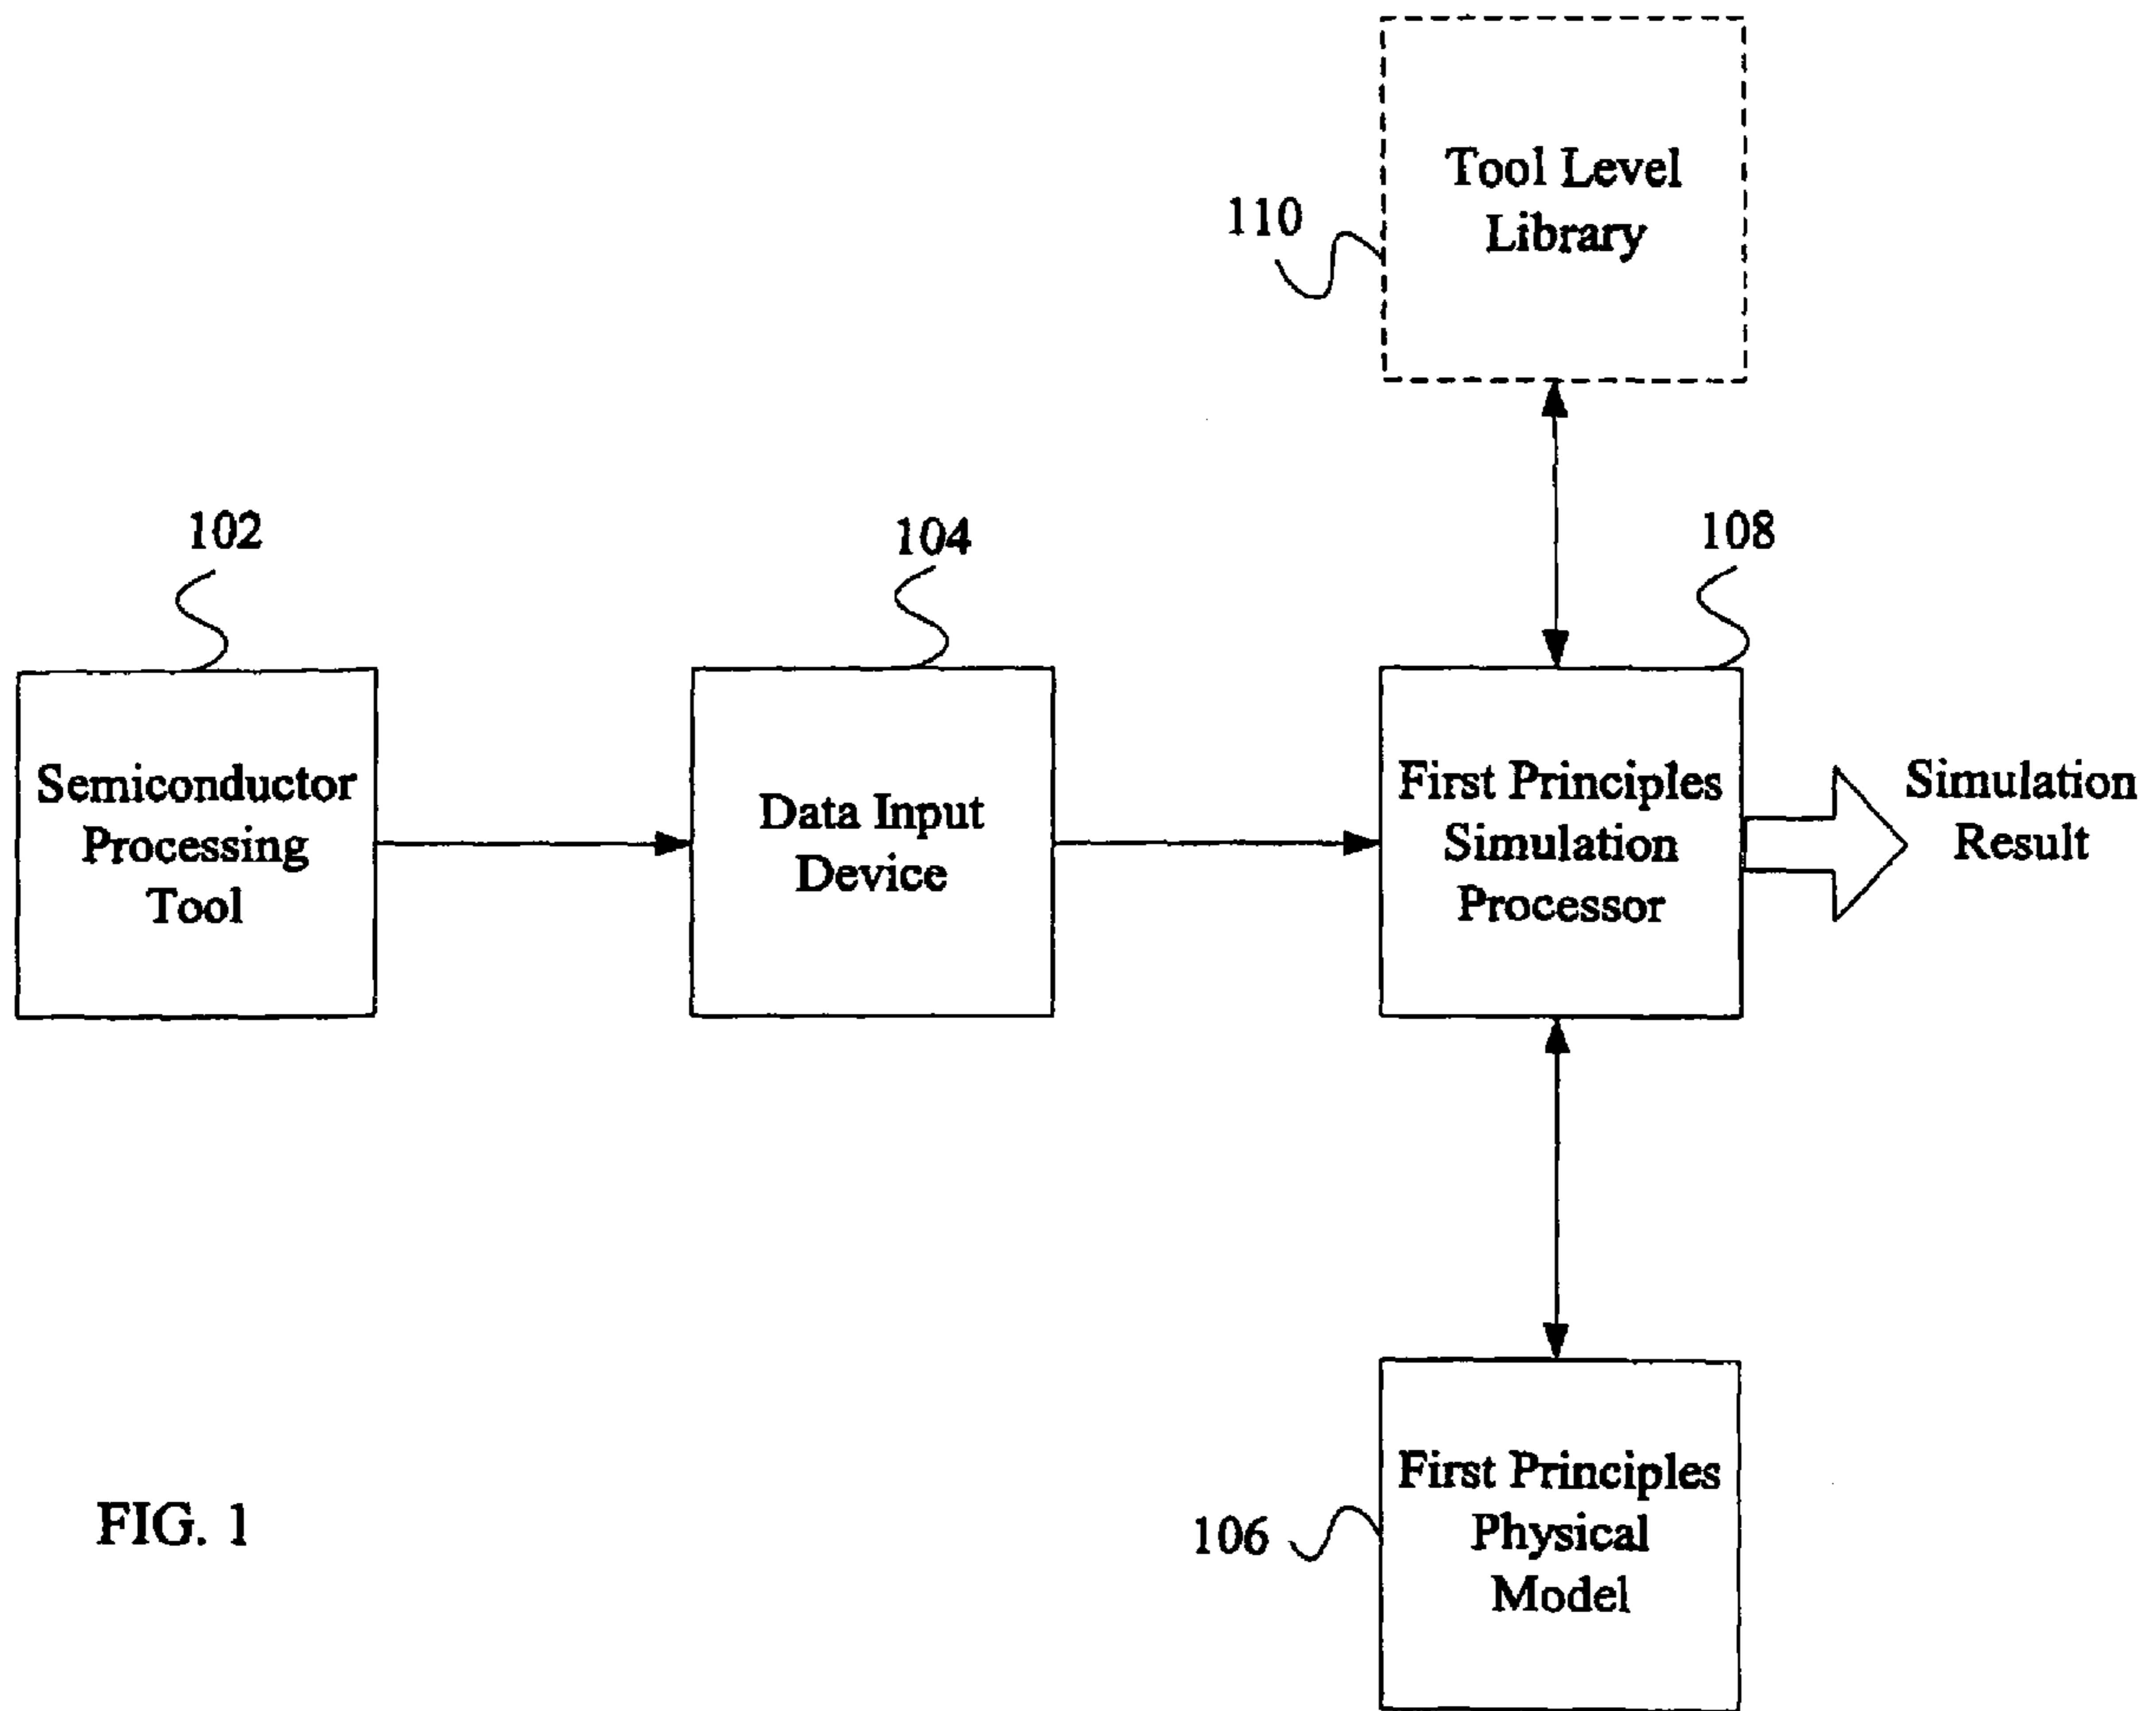 Tool Level
Library
110
102
104
108
Semiconductor
Processing
Tool
Data Input
Device
First Principles
Simulation
Processor
Simulation
Result
First Principles
Physical
Model
106
FIG. 1